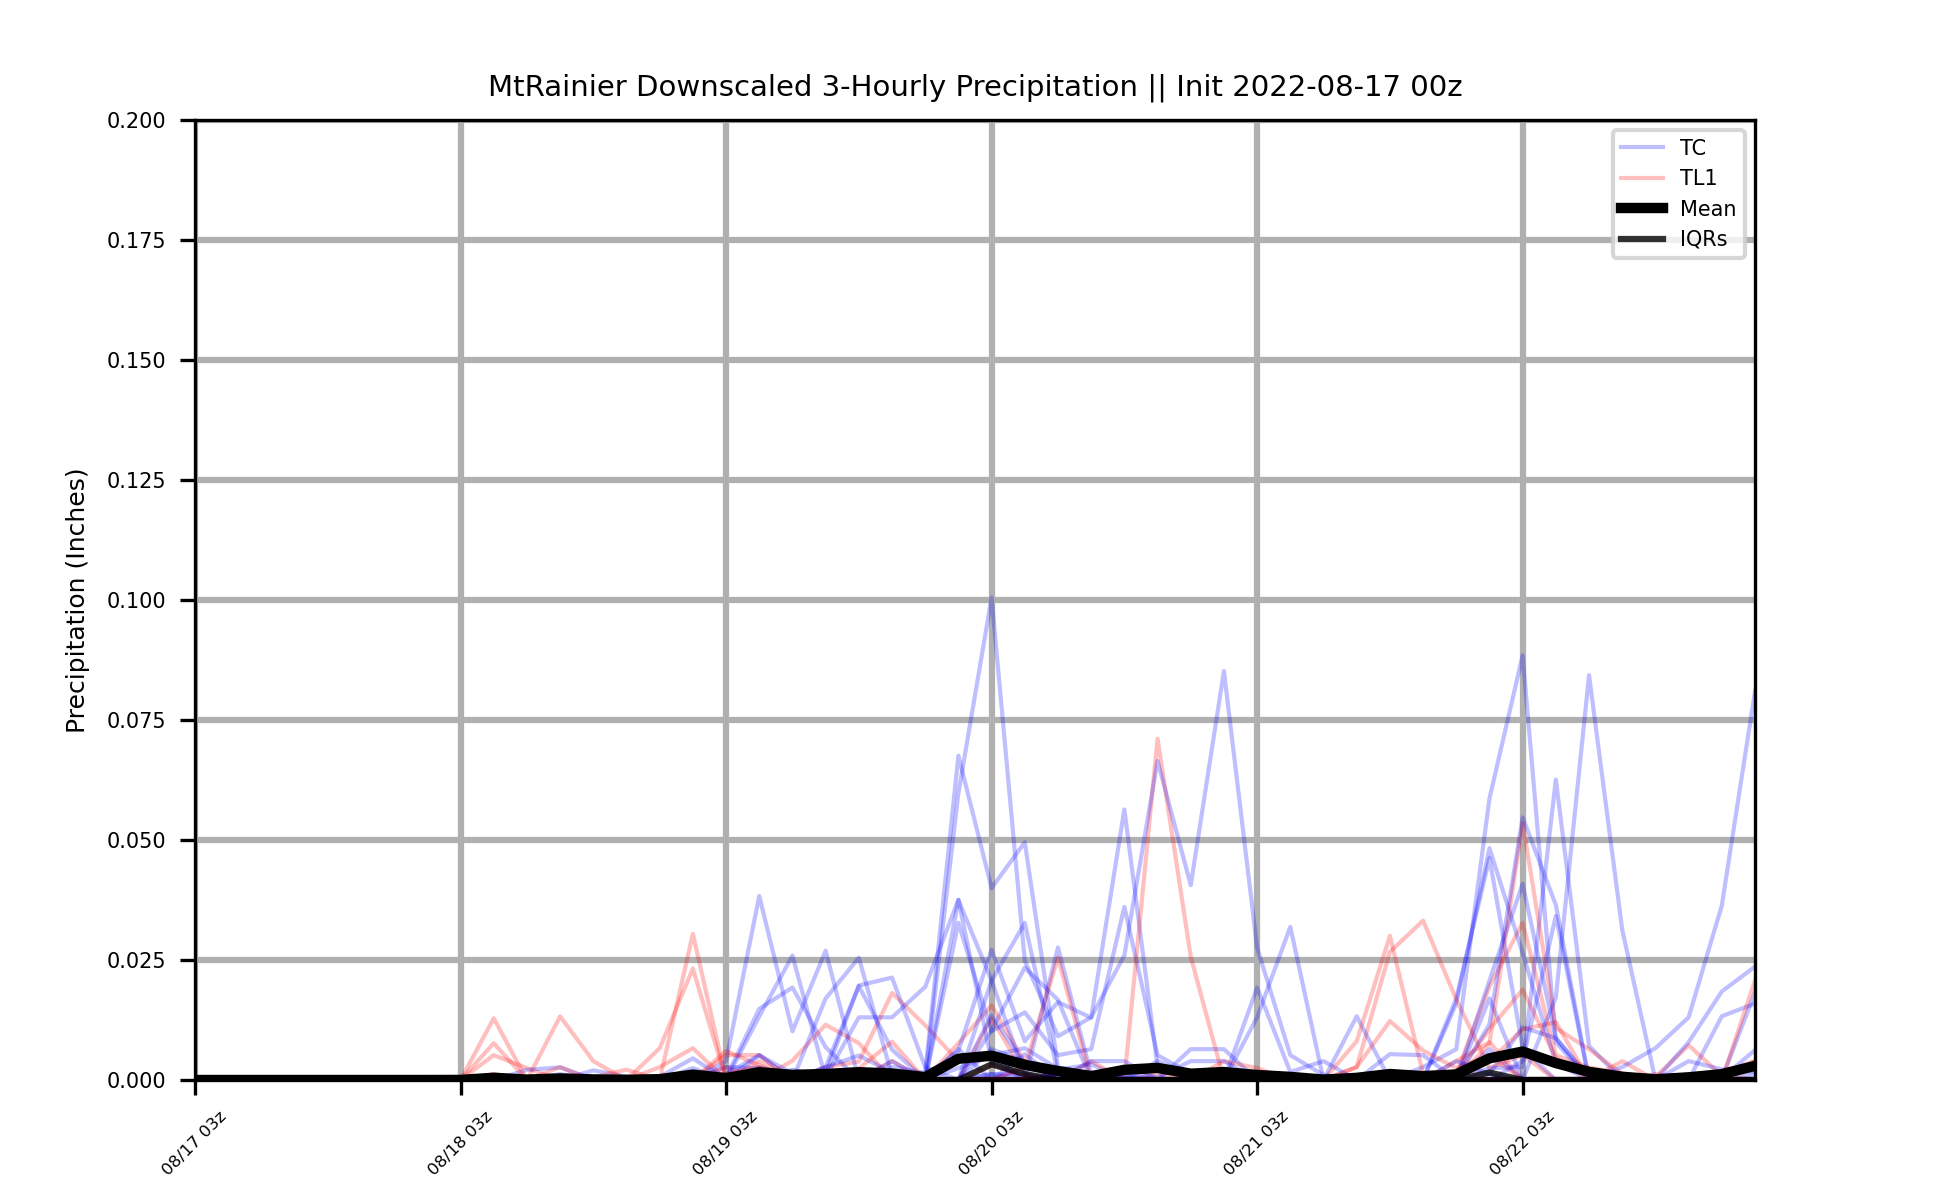 MtRainier Downscaled 3-Hourly Precipitation || Init 2022-08-17 00z
TC
TL1
Mean
IQRs
Precipitation (Inches)
0.200
0.175
0.150
0.125
0.100
0.075
0.050
0.025
0.000
08/17 03z
08/18 03z
08/19 03z
08/20 03z
08/21 03z
08/22 03z